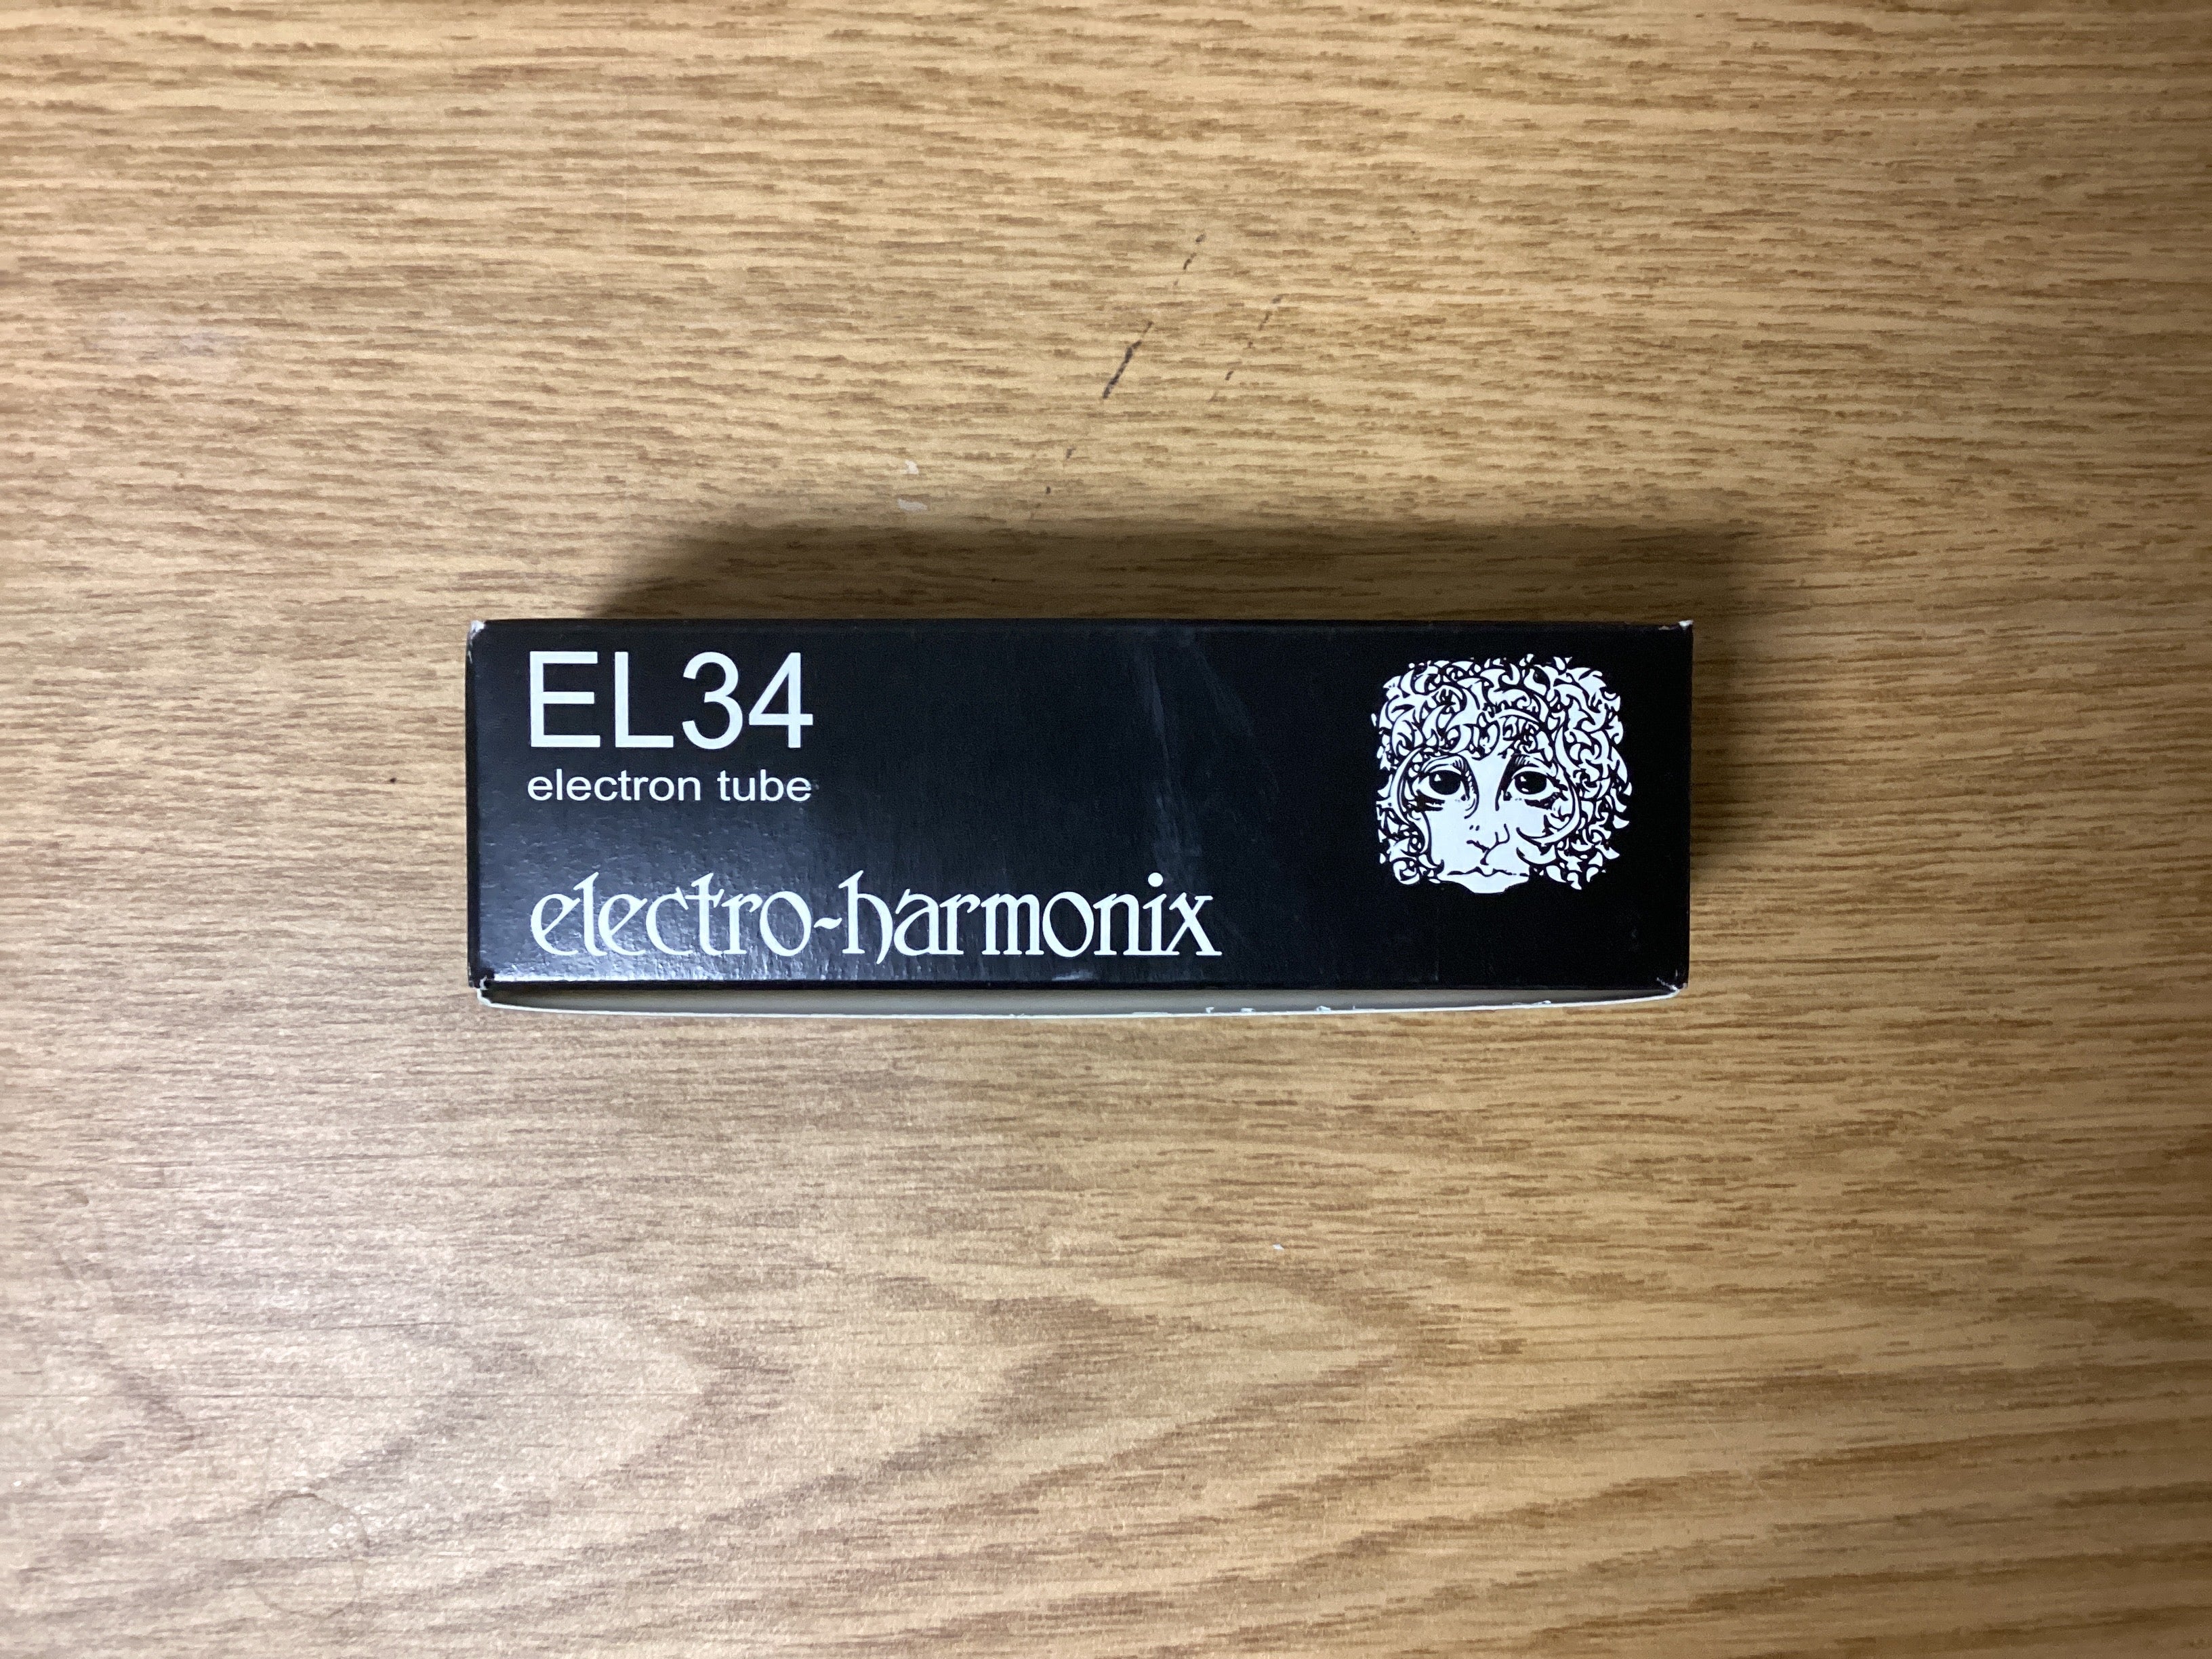 EL34
electron tube
electro-harmonix